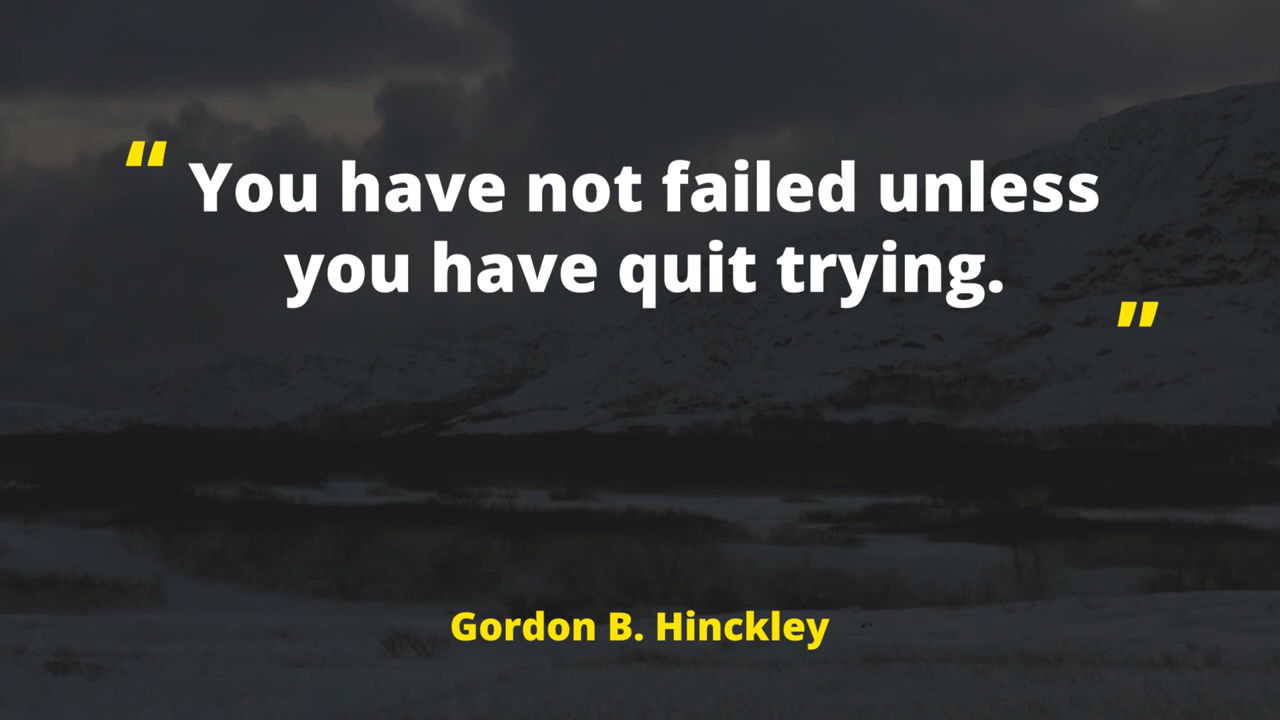 “ You have not failed unless
you have quit trying. ”
Gordon B. Hinckley